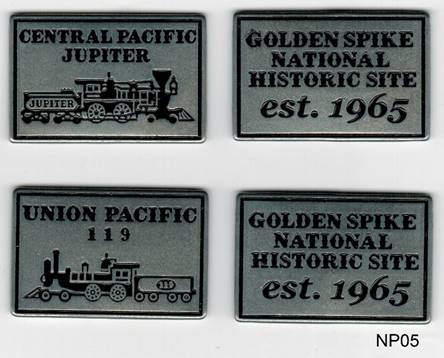 CENTRAL PACIFIC
JUPITER
JUPITER
GOLDEN SPIKE
NATIONAL
HISTORIC SITE
est. 1965
UNION PACIFIC
119
119
GOLDEN SPIKE
NATIONAL
HISTORIC SITE
est. 1965
NP05